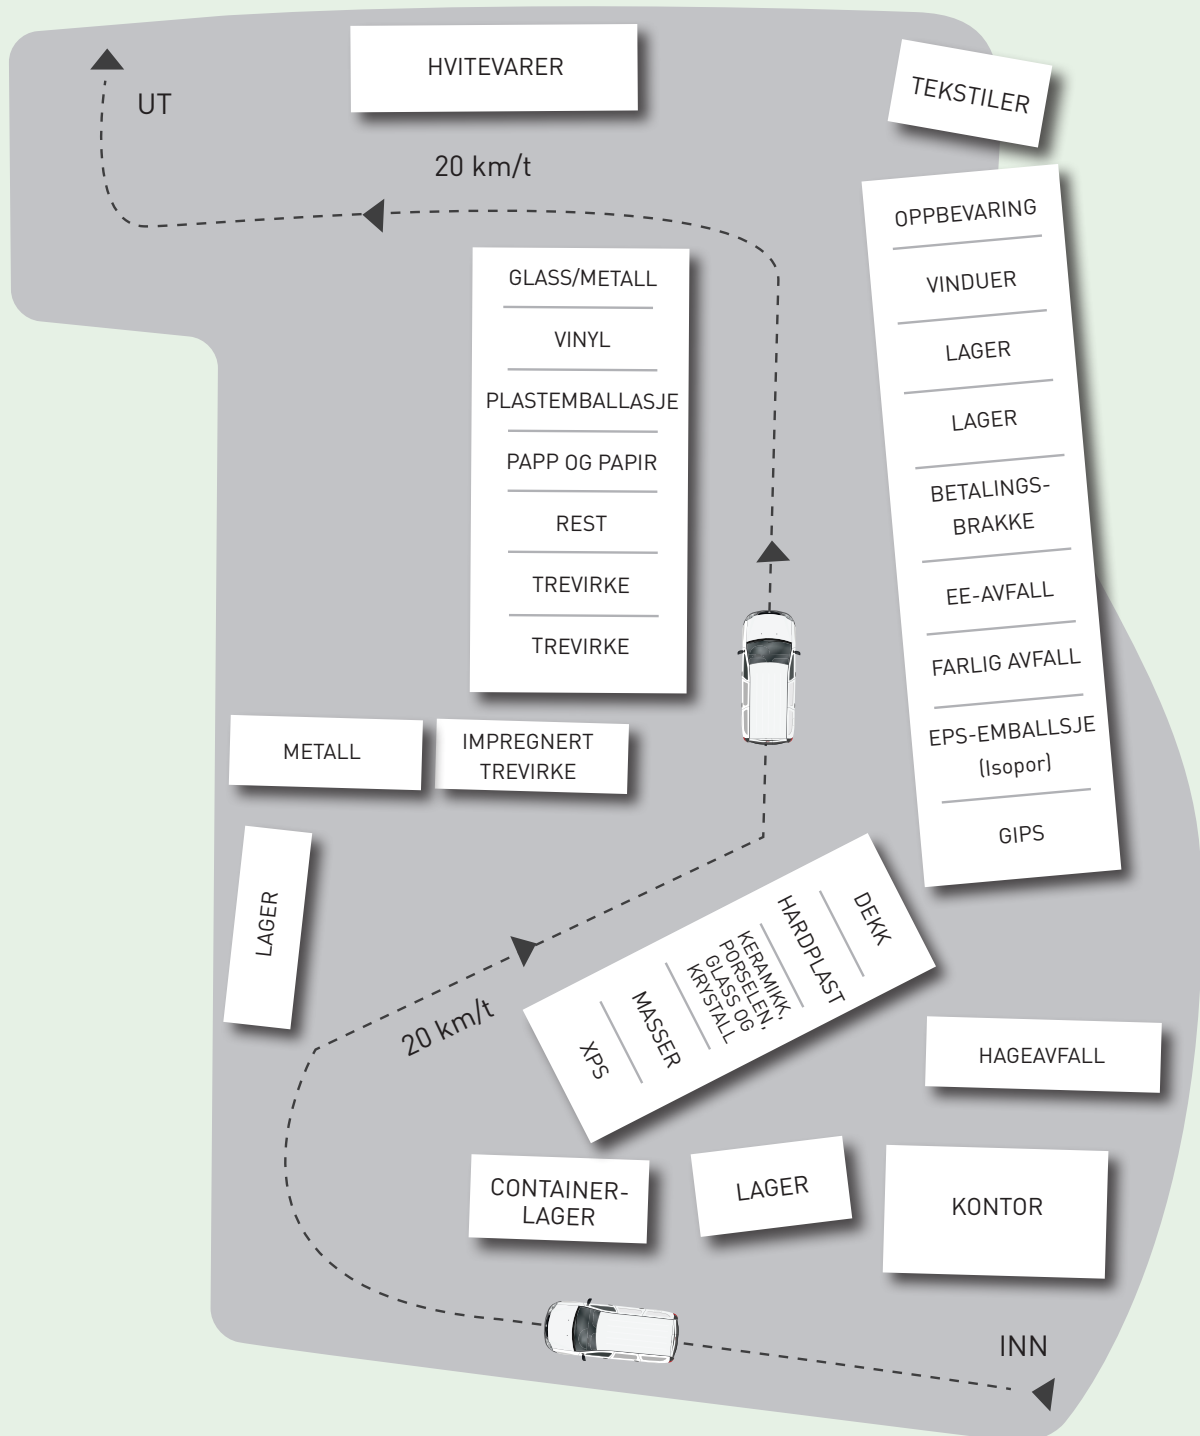 HVITEVARER
TEKSTILER
UT
20 km/t
OPPBEVARING
VINDUER
LAGER
LAGER
BETALINGS-
BRAKKE
EE-AVFALL
FARLIG AVFALL
EPS-EMBALLSJE
(Isopor)
GIPS
GLASS/METALL
VINYL
PLASTEMBALLASJE
PAPP OG PAPIR
REST
TREVIRKE
TREVIRKE
METALL
IMPREGNERT
TREVIRKE
LAGER
20 km/t
DEKK
HARDPLAST
KERAMIKK,
PORSELEN,
GLASS OG
KRYSTALL
MASSER
XPS
HAGEAVFALL
CONTAINER-
LAGER
LAGER
KONTOR
INN